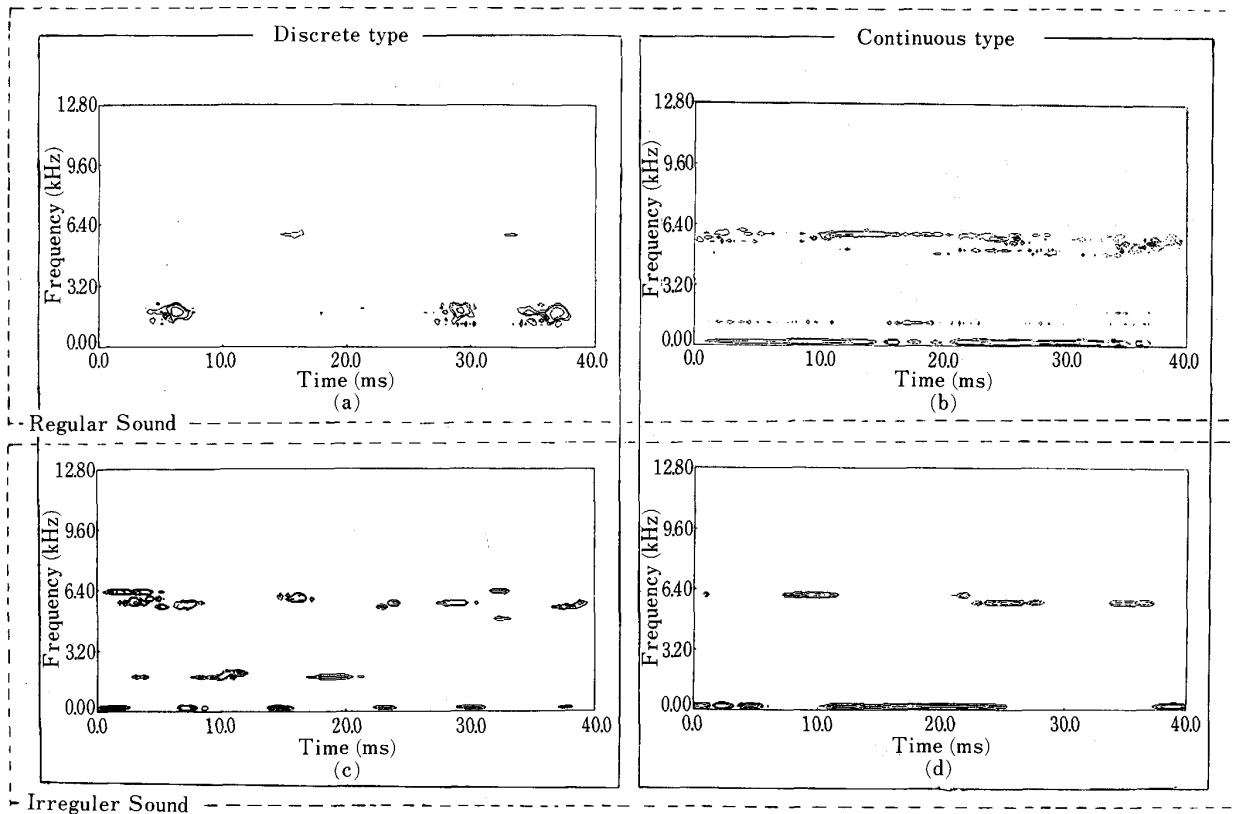 Discrete type
Continuous type
12.80
9.60
6.40
3.20
0.00
Frequency (kHz)
0.0 10.0 20.0 30.0 40.0
Time (ms)
(a)
12.80
9.60
6.40
3.20
0.00
Frequency (kHz)
0.0 10.0 20.0 30.0 40.0
Time (ms)
(b)
Regular Sound
12.80
9.60
6.40
3.20
0.00
Frequency (kHz)
0.0 10.0 20.0 30.0 40.0
Time (ms)
(c)
12.80
9.60
6.40
3.20
0.00
Frequency (kHz)
0.0 10.0 20.0 30.0 40.0
Time (ms)
(d)
Irreguler Sound